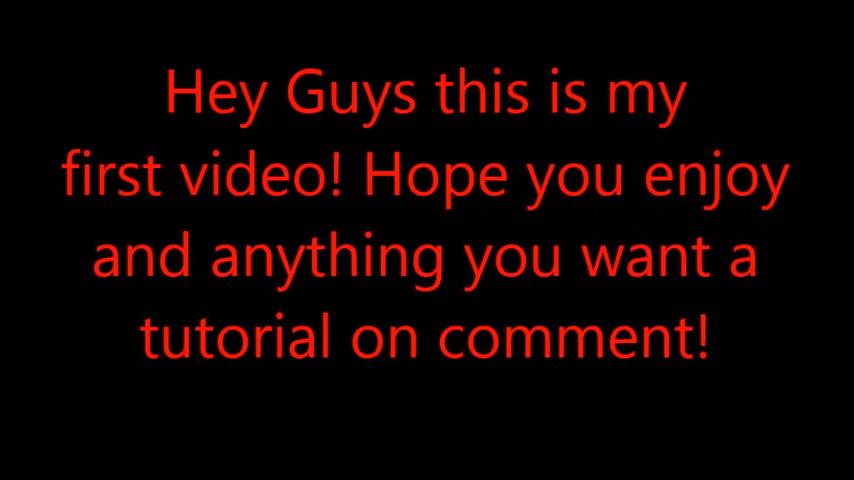 Hey Guys this is my
first video! Hope you enjoy
and anything you want a
tutorial on comment!